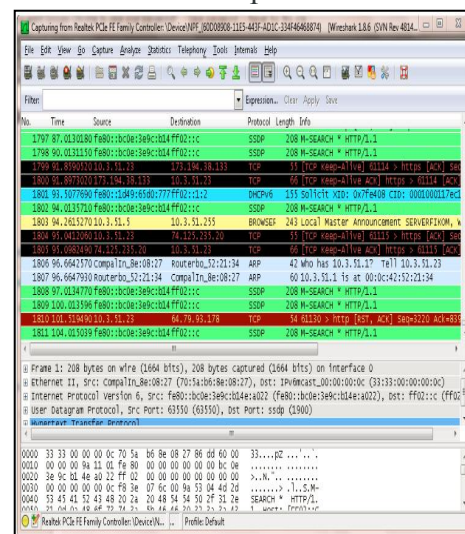 Capturing from Realtek PCIe FE Family Controller: \Device\NPF_{60D08908-11E5-443F-AD1C-334F46468874} [Wireshark 1.8.6 (SVN Rev 4814...
File Edit View Go Capture Analyze Statistics Telephony Tools Internals Help
Filter: Expression... Clear Apply Save
No. Time Source Destination Protocol Length Info
1797 87.0130180 fe80::bc0e:3e9c:b14 ff02::c SSDP 208 M-SEARCH * HTTP/1.1
1798 90.0131150 fe80::bc0e:3e9c:b14 ff02::c SSDP 208 M-SEARCH * HTTP/1.1
1799 91.8590520 10.3.51.23 173.194.38.133 TCP 55 [TCP Keep-Alive] 61114 > https [ACK] Seq
1800 91.8973020 173.194.38.133 10.3.51.23 TCP 66 [TCP Keep-Alive ACK] https > 61114 [ACK]
1801 93.5077690 fe80::1d49:65d0:777 ff02::1:2 DHCPv6 155 Solicit XID: 0x7fe408 CID: 0001000117ec1
1802 94.0135710 fe80::bc0e:3e9c:b14 ff02::c SSDP 208 M-SEARCH * HTTP/1.1
1803 94.2615270 10.3.51.5 10.3.51.255 BROWSER 243 Local Master Announcement SERVERFIKOM, W
1804 95.0412060 10.3.51.23 74.125.235.20 TCP 55 [TCP Keep-Alive] 61115 > https [ACK] Seq
1805 95.0982490 74.125.235.20 10.3.51.23 TCP 66 [TCP Keep-Alive ACK] https > 61115 [ACK]
1806 96.6642570 CompalIn_8e:08:27 Routerbo_52:21:34 ARP 42 Who has 10.3.51.1? Tell 10.3.51.23
1807 96.6647930 Routerbo_52:21:34 CompalIn_8e:08:27 ARP 60 10.3.51.1 is at 00:0c:42:52:21:34
1808 97.0134770 fe80::bc0e:3e9c:b14 ff02::c SSDP 208 M-SEARCH * HTTP/1.1
1809 100.013596 fe80::bc0e:3e9c:b14 ff02::c SSDP 208 M-SEARCH * HTTP/1.1
1810 101.519490 10.3.51.23 64.79.93.178 TCP 54 61130 > http [RST, ACK] Seq=3220 Ack=839
1811 104.015039 fe80::bc0e:3e9c:b14 ff02::c SSDP 208 M-SEARCH * HTTP/1.1
Frame 1: 208 bytes on wire (1664 bits), 208 bytes captured (1664 bits) on interface 0
Ethernet II, Src: CompalIn_8e:08:27 (70:5a:b6:8e:08:27), Dst: IPv6mcast_00:00:00:0c (33:33:00:00:00:0c)
Internet Protocol Version 6, Src: fe80::bc0e:3e9c:b14e:a022 (fe80::bc0e:3e9c:b14e:a022), Dst: ff02::c (ff0
User Datagram Protocol, Src Port: 63550 (63550), Dst Port: ssdp (1900)
Hypertext Transfer Protocol
0000 33 33 00 00 00 0c 70 5a b6 8e 08 27 86 dd 60 00 33....pZ ...'..`.
0010 00 00 00 9a 11 01 fe 80 00 00 00 00 00 00 bc 0e ........ ........
0020 3e 9c b1 4e a0 22 ff 02 00 00 00 00 00 00 00 00 >..N.".. ........
0030 00 00 00 00 00 0c f8 3e 07 6c 00 9a 53 04 4d 2d .......> .l..S.M-
0040 53 45 41 52 43 48 20 2a 20 48 54 54 50 2f 31 2e SEARCH * HTTP/1.
Realtek PCIe FE Family Controller: \Device\N... Profile: Default